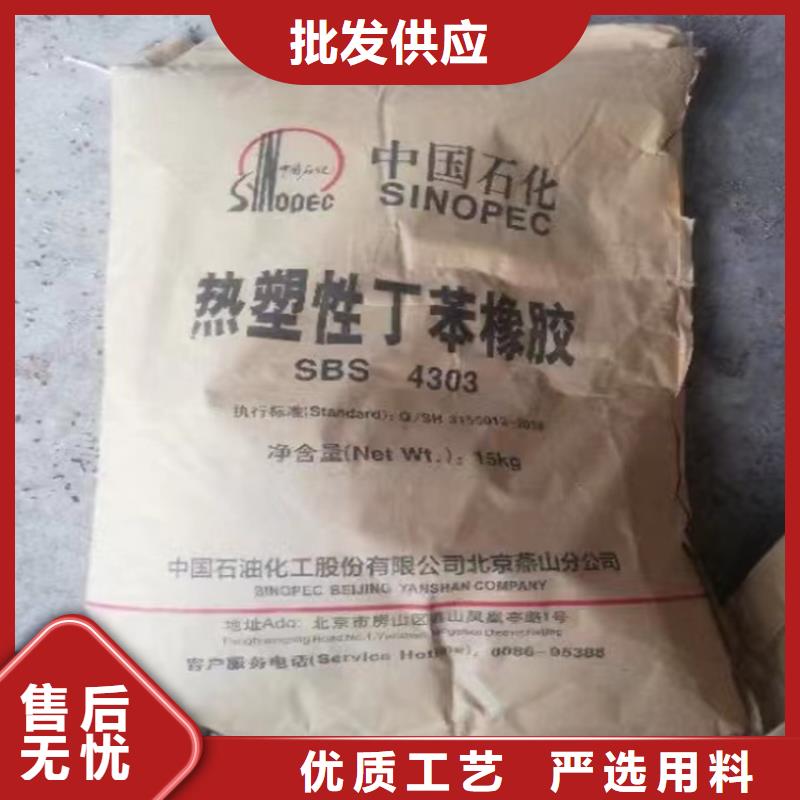 批发供应
中国石化
SINOPEC
中国石化
SINOPEC
热塑性丁苯橡胶
SBS 4303
执行标准(Standard): Q/SH
净含量(Net Wt.): 15kg
中国石油化工股份有限公司北京燕山分公司
SINOPEC BEIJING YANSHAN COMPANY
地址Add: 北京市房山区燕山凤凰亭路1号
客户服务电话(Service Hotline), 0086-95388
售后
无忧
优质工艺 严选用料